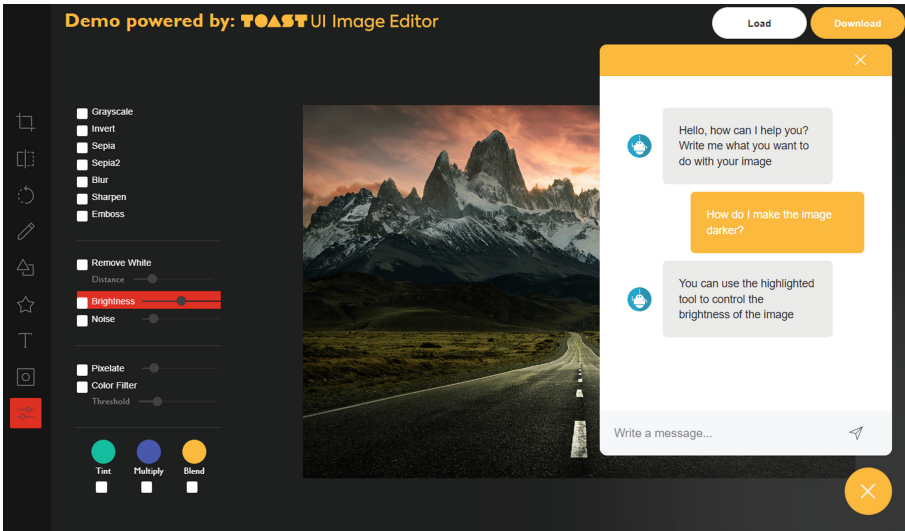 Demo powered by: TOAST UI Image Editor
Load
Download
Grayscale
Invert
Sepia
Sepia2
Blur
Sharpen
Emboss
Remove White
Distance
Brightness
Noise
Pixelate
Color Filter
Threshold
Tint
Multiply
Blend
Hello, how can I help you?
Write me what you want to
do with your image
How do I make the image
darker?
You can use the highlighted
tool to control the
brightness of the image
Write a message...